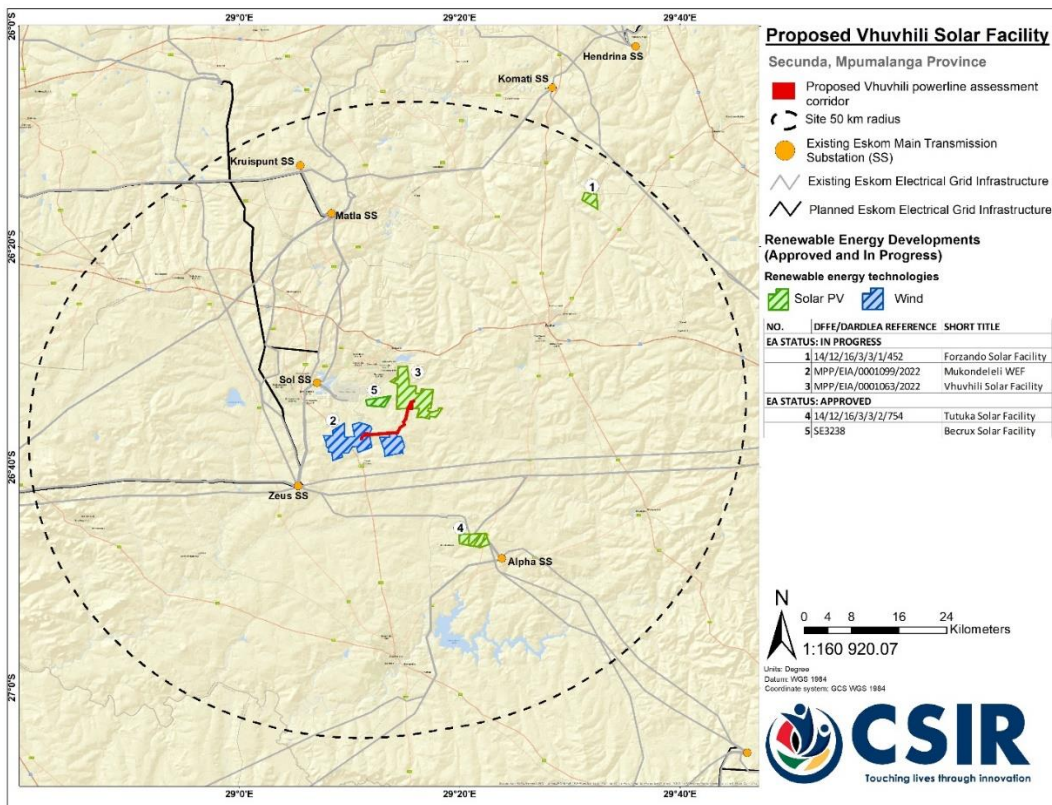 29°0'E 29°20'E 29°40'E
26°0'S
26°20'S
26°40'S
27°0'S
Hendrina SS
Komati SS
Kruispunt SS
Matla SS
1
Sol SS
3
5
2
Zeus SS
4
Alpha SS
29°0'E 29°20'E 29°40'E
Proposed Vhuvhili Solar Facility
Secunda, Mpumalanga Province
Proposed Vhuvhili powerline assessment
corridor
Site 50 km radius
Existing Eskom Main Transmission
Substation (SS)
Existing Eskom Electrical Grid Infrastructure
Planned Eskom Electrical Grid Infrastructure
Renewable Energy Developments
(Approved and In Progress)
Renewable energy technologies
Solar PV Wind
NO. DFFE/DARDLEA REFERENCE SHORT TITLE
EA STATUS: IN PROGRESS
1 14/12/16/3/3/1/452 Forzando Solar Facility
2 MPP/EIA/0001099/2022 Mukondeleli WEF
3 MPP/EIA/0001063/2022 Vhuvhili Solar Facility
EA STATUS: APPROVED
4 14/12/16/3/3/2/754 Tutuka Solar Facility
5 SE3238 Becrux Solar Facility
N
0 4 8 16 24
Kilometers
1:160 920.07
Units: Degree
Datum: WGS 1984
Coordinate system: GCS WGS 1984
CSIR
Touching lives through innovation